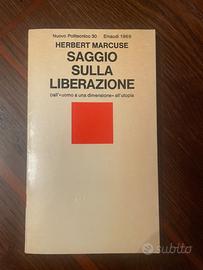 Nuovo Politecnico 30 Einaudi 1969
HERBERT MARCUSE
SAGGIO
SULLA
LIBERAZIONE
Dall'«uomo a una dimensione» all'utopia
subito